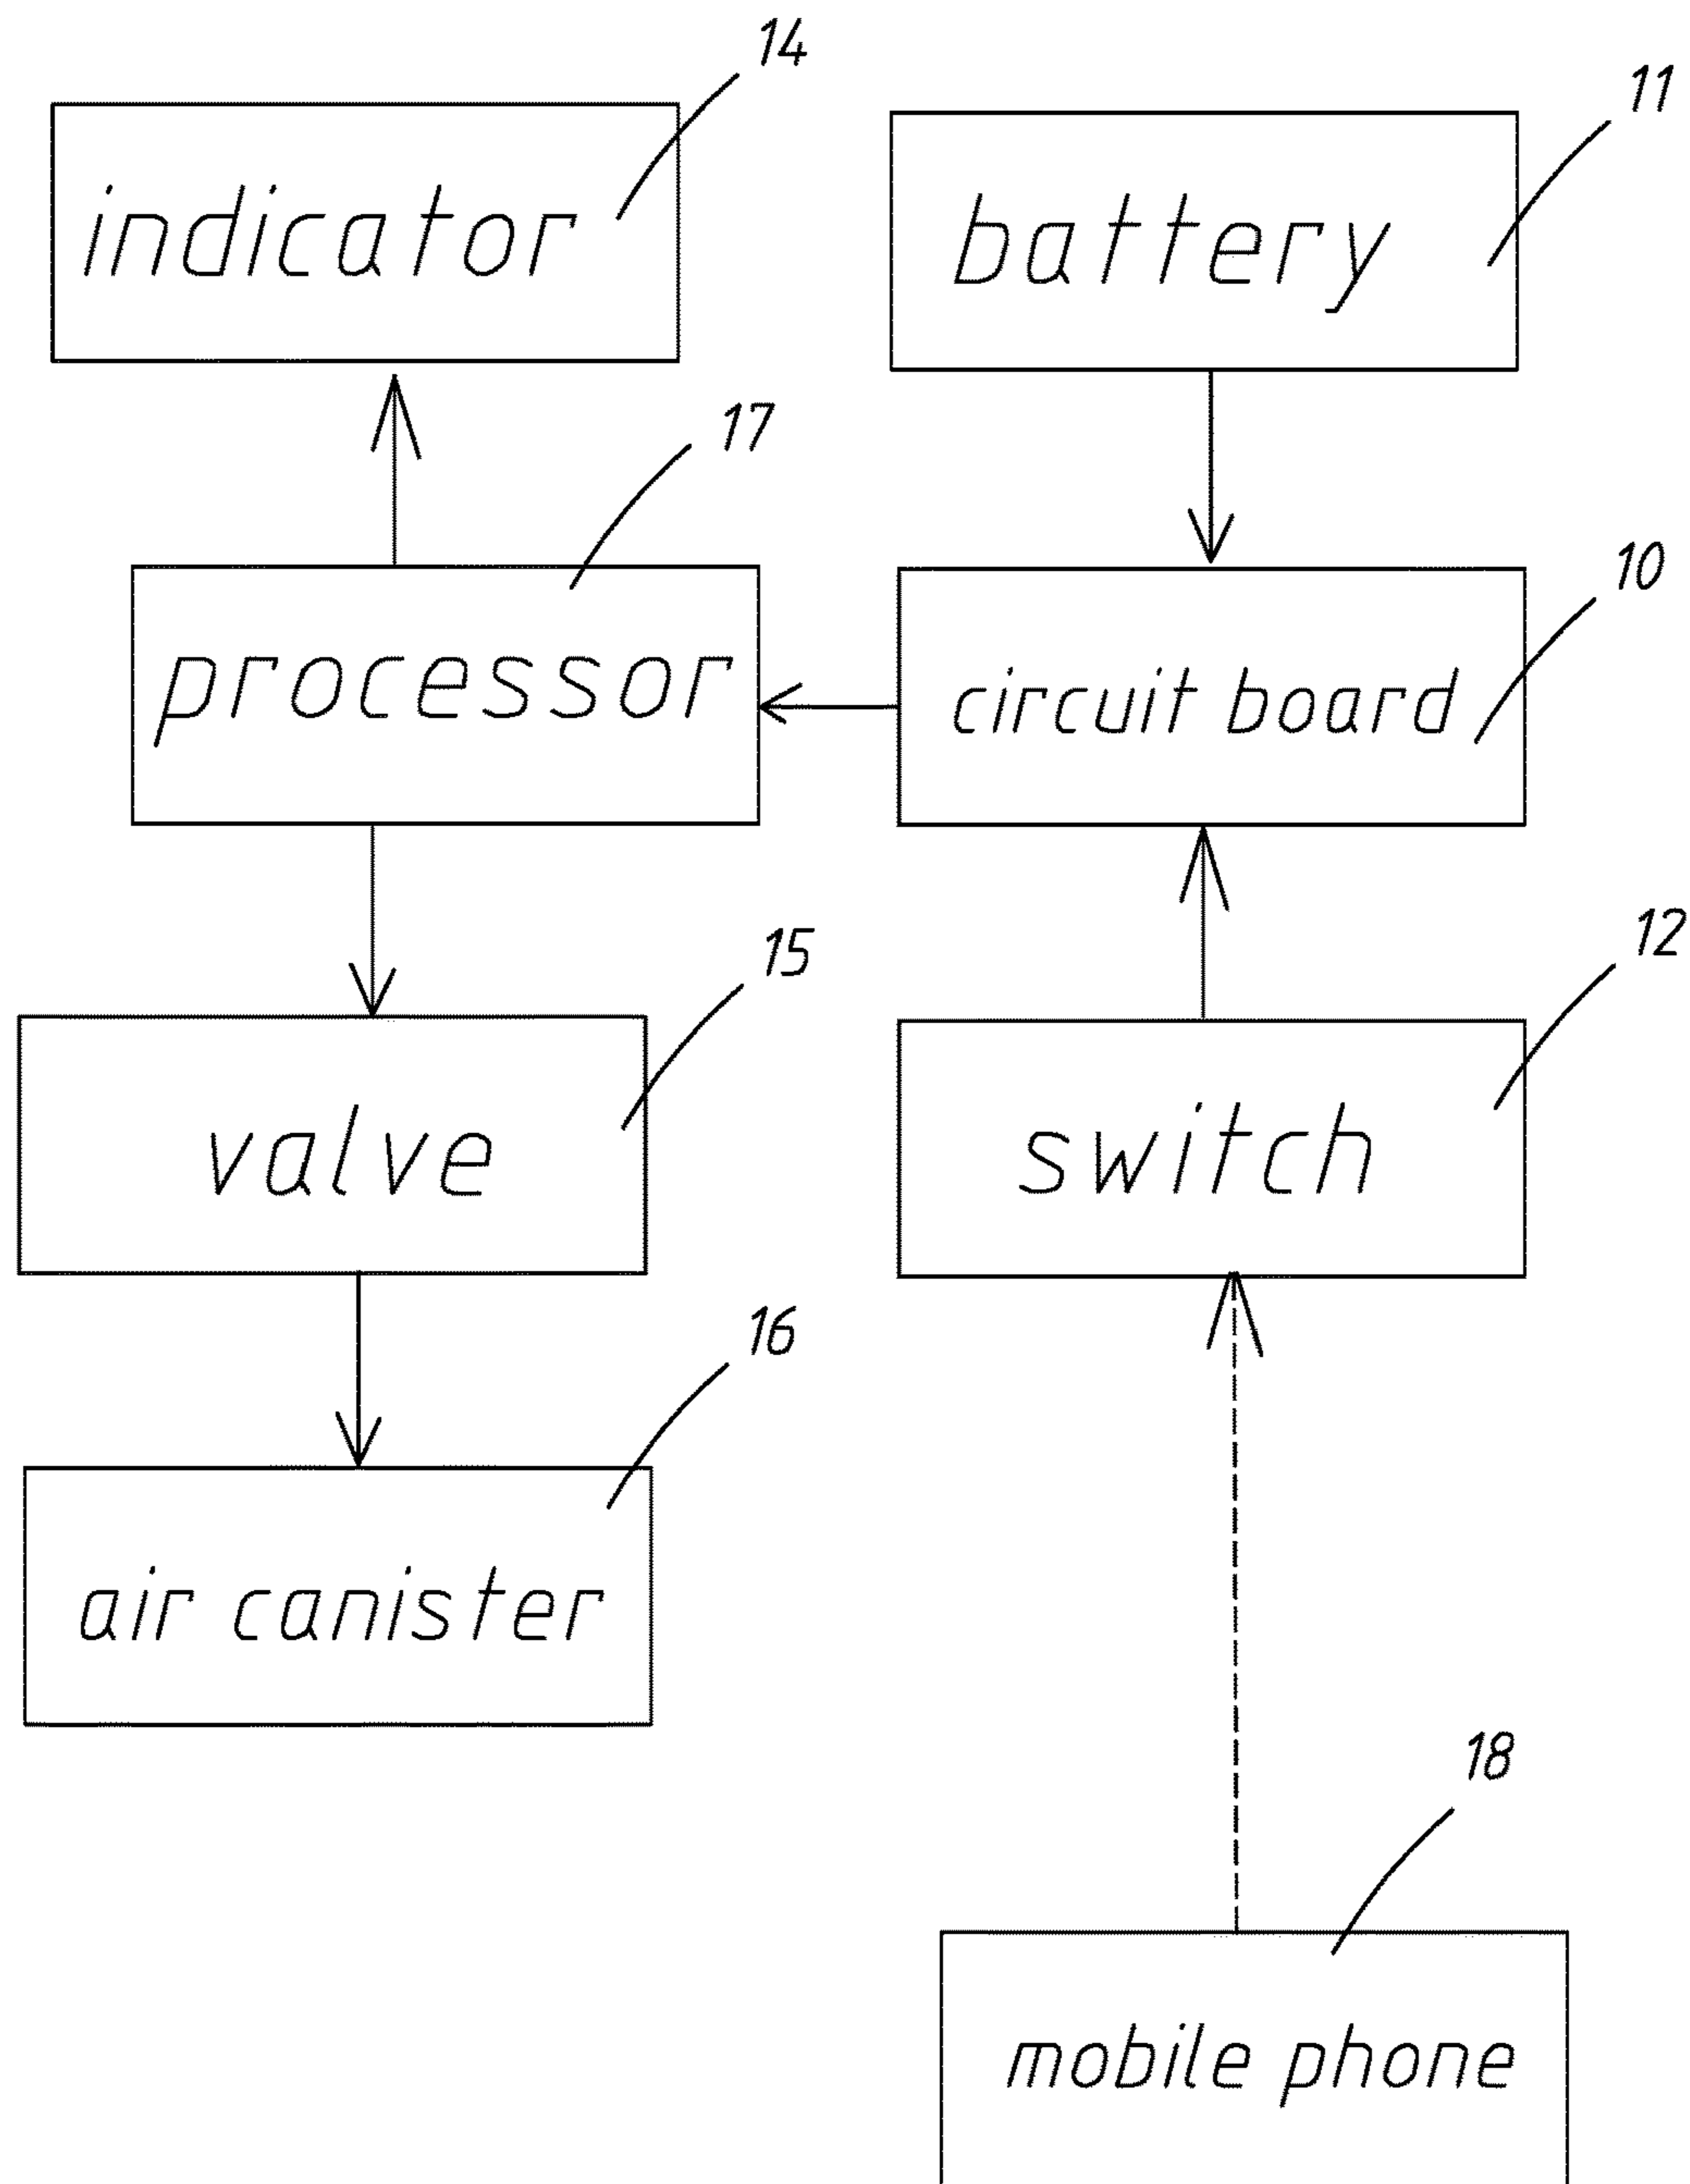 14
indicator
11
battery
17
processor
10
circuit board
15
valve
12
switch
16
air canister
18
mobile phone